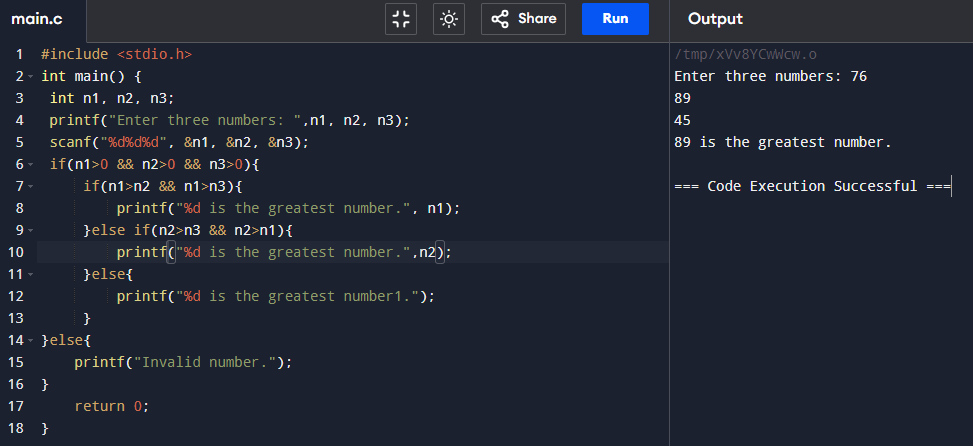 main.c
Share
Run
Output
1 #include <stdio.h>
2 int main() {
3 int n1, n2, n3;
4 printf("Enter three numbers: ",n1, n2, n3);
5 scanf("%d%d%d", &n1, &n2, &n3);
6 if(n1>0 && n2>0 && n3>0){
7 if(n1>n2 && n1>n3){
8 printf("%d is the greatest number.", n1);
9 }else if(n2>n3 && n2>n1){
10 printf("%d is the greatest number.",n2);
11 }else{
12 printf("%d is the greatest number1.");
13 }
14 }else{
15 printf("Invalid number.");
16 }
17 return 0;
18 }
/tmp/xVv8YCwWcw.o
Enter three numbers: 76
89
45
89 is the greatest number.
=== Code Execution Successful ===